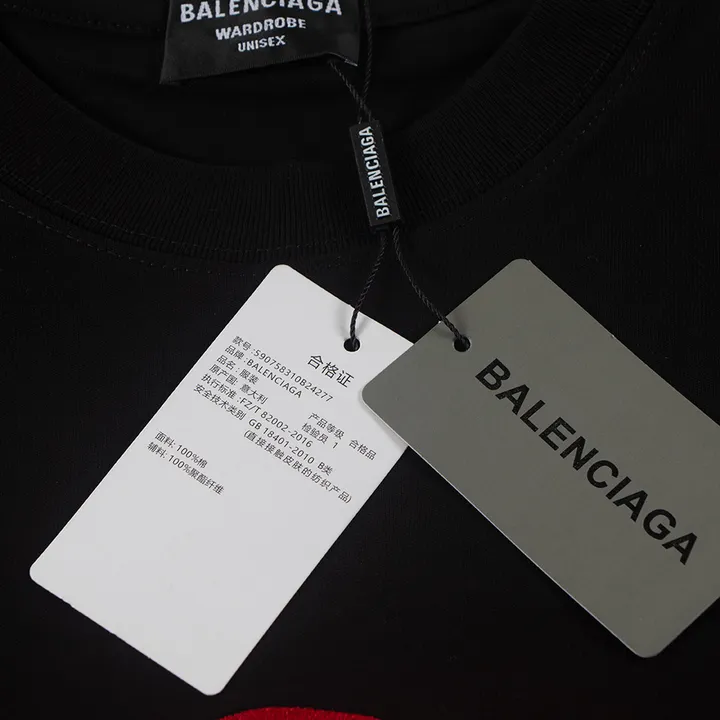 BALENCIAGA
WARDROBE
UNISEX
BALENCIAGA
合格证
款号:590758310824277
品牌:BALENCIAGA
品名:服装
原产国:意大利
产品等级 合格品
检验员 1
执行标准:FZ/T 82002-2016
安全技术类别 GB 18401-2010 B类
(直接接触皮肤的纺织产品)
面料:100%棉
辅料:100%聚酯纤维
BALENCIAGA